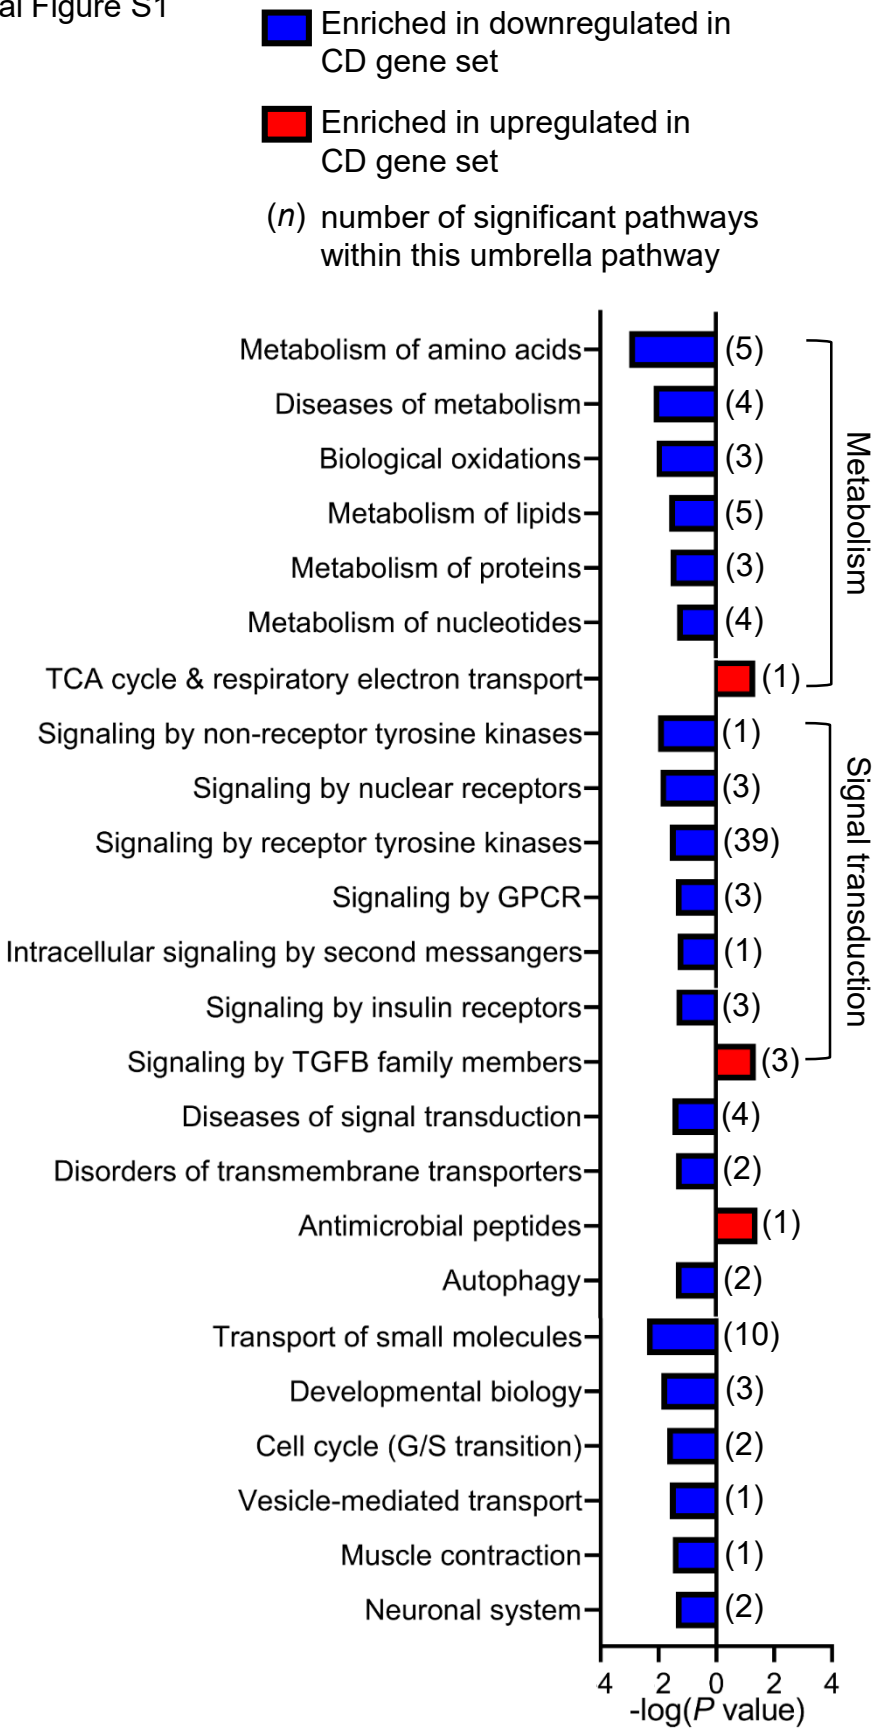 al Figure S1
Enriched in downregulated in
CD gene set
Enriched in upregulated in
CD gene set
(n) number of significant pathways
within this umbrella pathway
Metabolism of amino acids (5)
Diseases of metabolism (4)
Biological oxidations (3)
Metabolism of lipids (5)
Metabolism of proteins (3)
Metabolism of nucleotides (4)
TCA cycle & respiratory electron transport (1)
Metabolism
Signaling by non-receptor tyrosine kinases (1)
Signaling by nuclear receptors (3)
Signaling by receptor tyrosine kinases (39)
Signaling by GPCR (3)
Intracellular signaling by second messangers (1)
Signaling by insulin receptors (3)
Signaling by TGFB family members (3)
Signal transduction
Diseases of signal transduction (4)
Disorders of transmembrane transporters (2)
Antimicrobial peptides (1)
Autophagy (2)
Transport of small molecules (10)
Developmental biology (3)
Cell cycle (G/S transition) (2)
Vesicle-mediated transport (1)
Muscle contraction (1)
Neuronal system (2)
4 2 0 2 4
-log(P value)